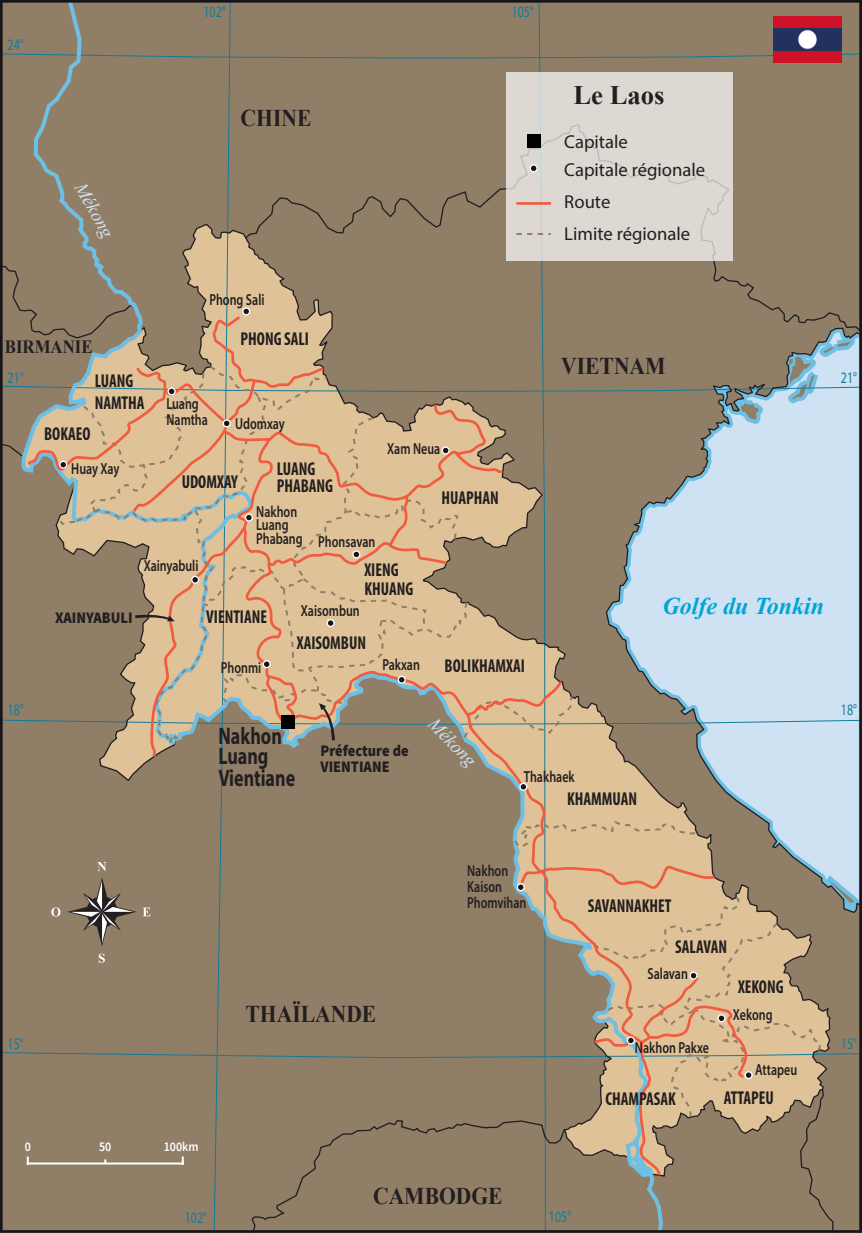 102°
105°
24°
CHINE
Le Laos
Capitale
Capitale régionale
Route
Limite régionale
Mékong
Phong Sali
PHONG SALI
BIRMANIE
VIETNAM
21°
21°
LUANG
NAMTHA
Luang
Namtha
Udomxay
BOKAEO
Huay Xay
Xam Neua
LUANG
PHABANG
UDOMXAY
HUAPHAN
Nakhon
Luang
Phabang
Phonsavan
Xainyabuli
XIENG
KHUANG
XAINYABULI
VIENTIANE
Xaisombun
XAISOMBUN
Golfe du Tonkin
Phonmi
Pakxan
BOLIKHAMXAI
18°
18°
Nakhon
Luang
Vientiane
Préfecture de
VIENTIANE
Mékong
Thakhaek
KHAMMUAN
N
O
E
S
Nakhon
Kaison
Phomvihan
SAVANNAKHET
SALAVAN
Salavan
XEKONG
Xekong
THAÏLANDE
15°
15°
Nakhon Pakxe
Attapeu
CHAMPASAK
ATTAPEU
0
50
100km
CAMBODGE
102°
105°